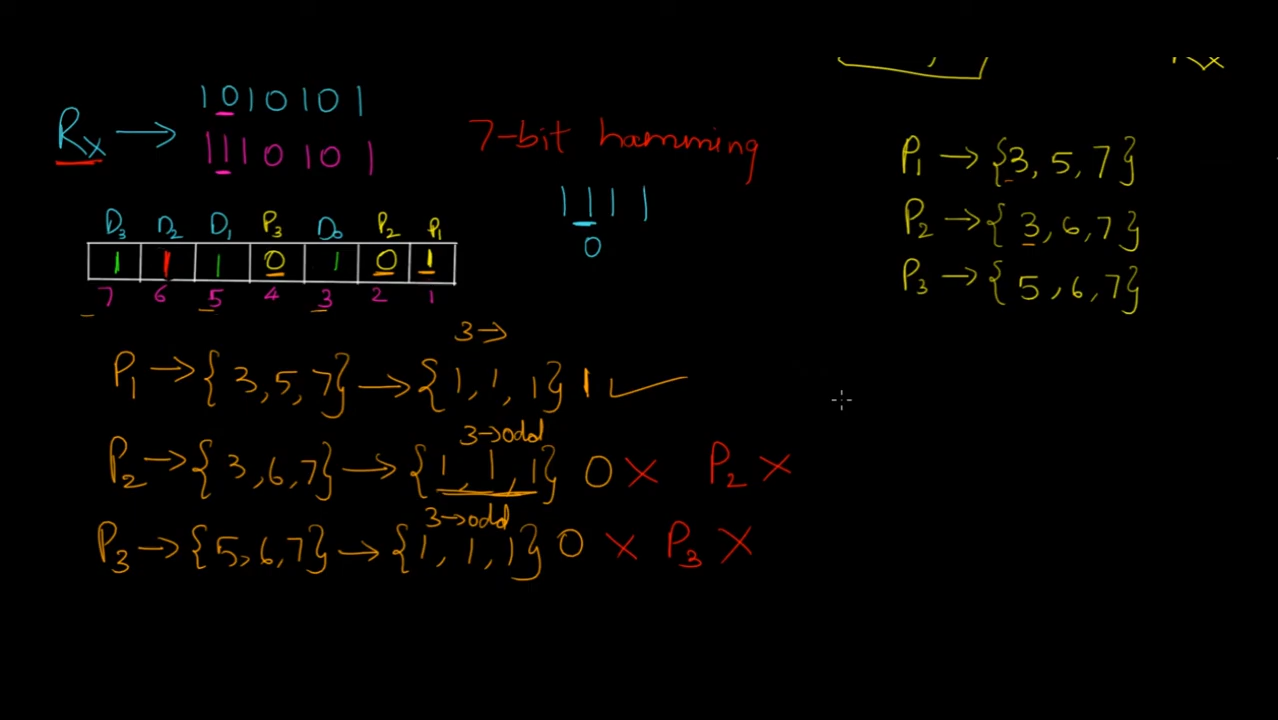 Rx → 1010101
1110101
7-bit hamming
1111
0
D3 D2 D1 P3 D0 P2 P1
1 1 1 0 1 0 1
7 6 5 4 3 2 1
3→
P1 → {3, 5, 7} → {1, 1, 1} 1 ✓
3→odd
P2 → {3, 6, 7} → {1, 1, 1} 0 × P2 ×
3→odd
P3 → {5, 6, 7} → {1, 1, 1} 0 × P3 ×
P1 → {3, 5, 7}
P2 → {3, 6, 7}
P3 → {5, 6, 7}